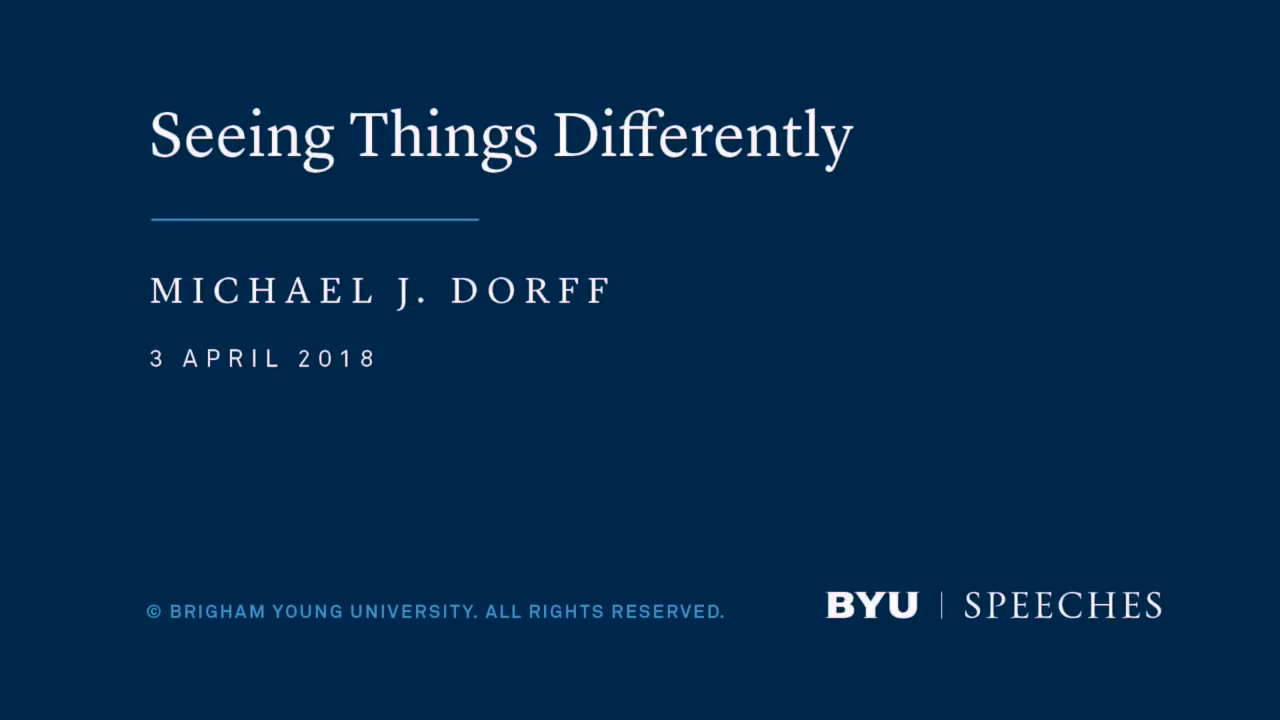 Seeing Things Differently
MICHAEL J. DORFF
3 APRIL 2018
© BRIGHAM YOUNG UNIVERSITY. ALL RIGHTS RESERVED.
BYU | SPEECHES